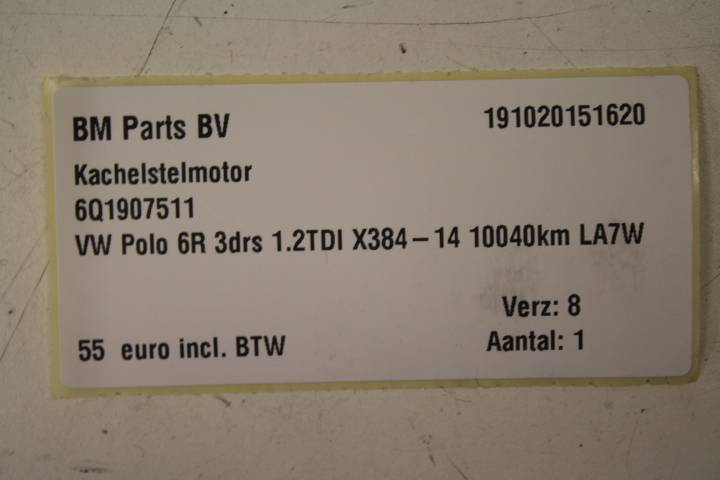 BM Parts BV 191020151620
Kachelstelmotor
6Q1907511
VW Polo 6R 3drs 1.2TDI X384-14 10040km LA7W
Verz: 8
55 euro incl. BTW Aantal: 1